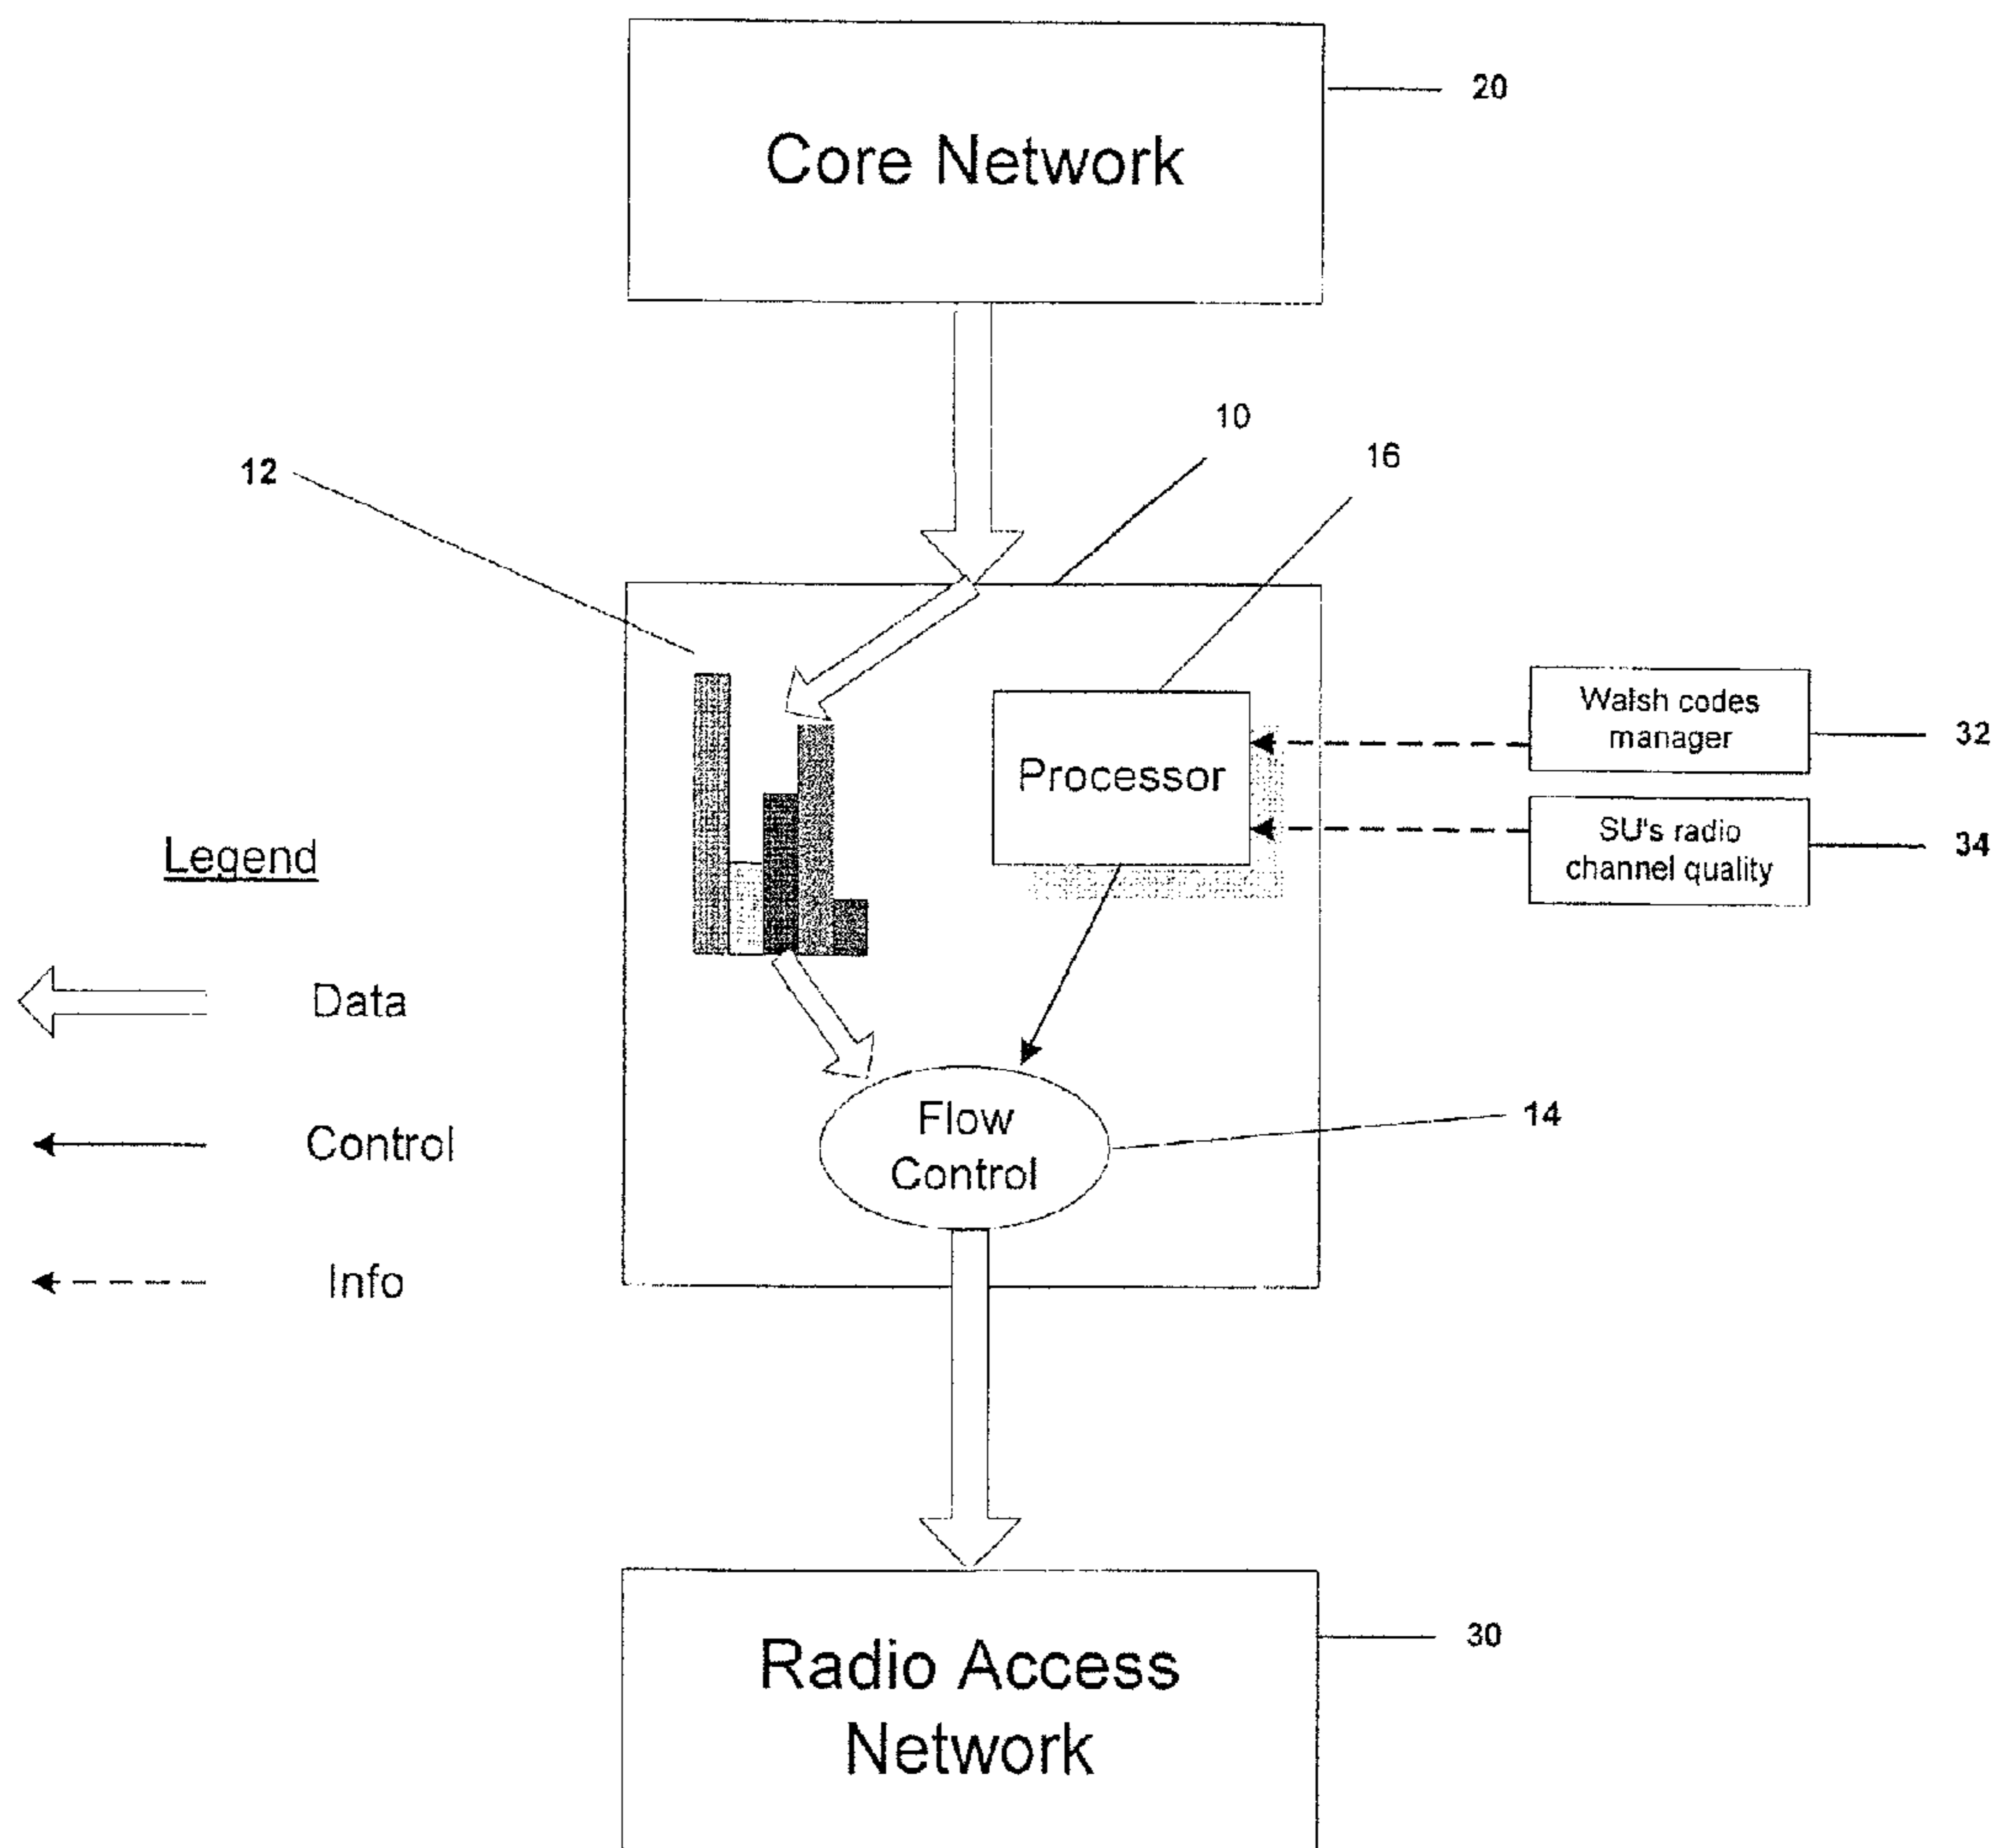 20
Core Network
10
16
12
Walsh codes
manager
32
Processor
SU's radio
channel quality
34
Legend
Data
Flow
Control
14
Control
Info
30
Radio Access
Network